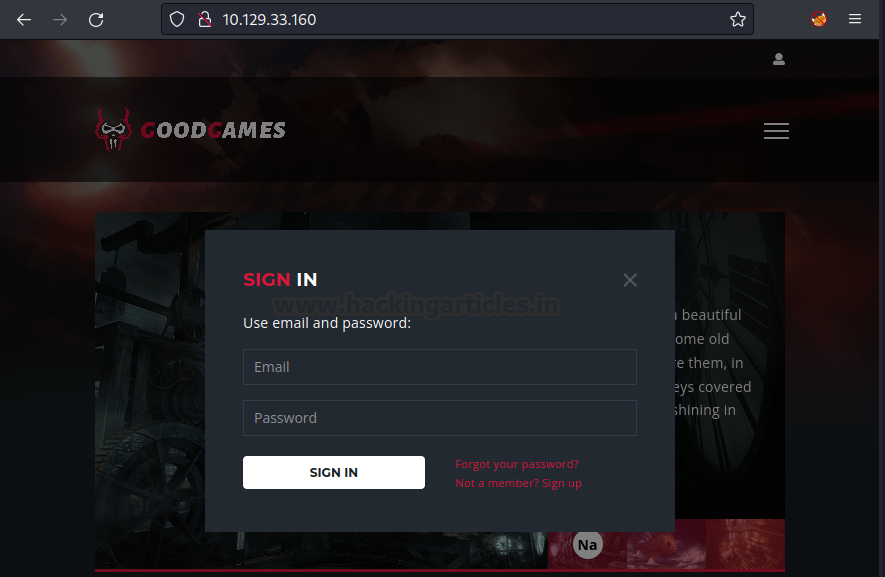 10.129.33.160
GOODGAMES
SIGN IN
www.hackingarticles.in
Use email and password:
Email
Password
SIGN IN
Forgot your password?
Not a member? Sign up
a beautiful
ome old
re them, in
eys covered
shining in
Na